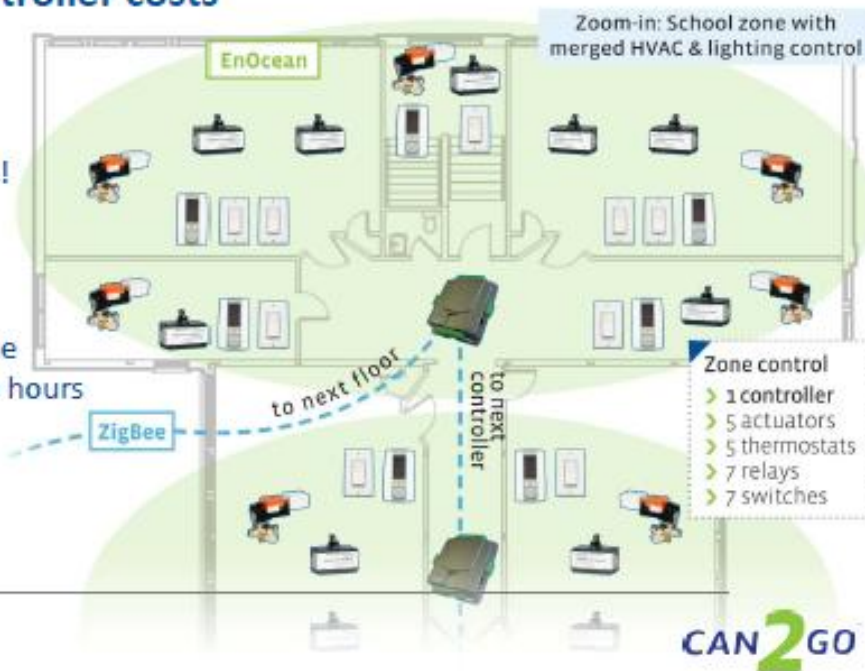 troller costs
Zoom-in: School zone with
merged HVAC & lighting control
EnOcean
!
e
hours
to next floor
to next
controller
ZigBee
Zone control
> 1 controller
> 5 actuators
> 5 thermostats
> 7 relays
> 7 switches
CAN2GO